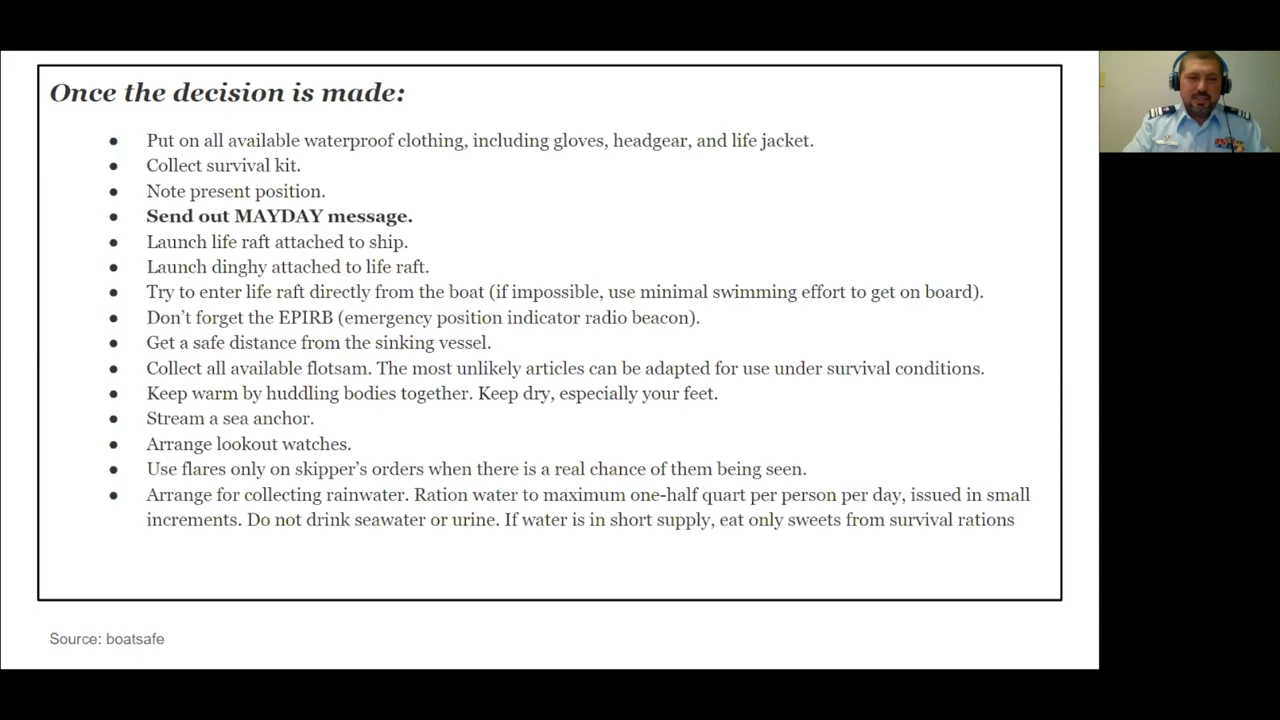 Once the decision is made:
● Put on all available waterproof clothing, including gloves, headgear, and life jacket.
● Collect survival kit.
● Note present position.
● Send out MAYDAY message.
● Launch life raft attached to ship.
● Launch dinghy attached to life raft.
● Try to enter life raft directly from the boat (if impossible, use minimal swimming effort to get on board).
● Don’t forget the EPIRB (emergency position indicator radio beacon).
● Get a safe distance from the sinking vessel.
● Collect all available flotsam. The most unlikely articles can be adapted for use under survival conditions.
● Keep warm by huddling bodies together. Keep dry, especially your feet.
● Stream a sea anchor.
● Arrange lookout watches.
● Use flares only on skipper’s orders when there is a real chance of them being seen.
● Arrange for collecting rainwater. Ration water to maximum one-half quart per person per day, issued in small
increments. Do not drink seawater or urine. If water is in short supply, eat only sweets from survival rations
Source: boatsafe